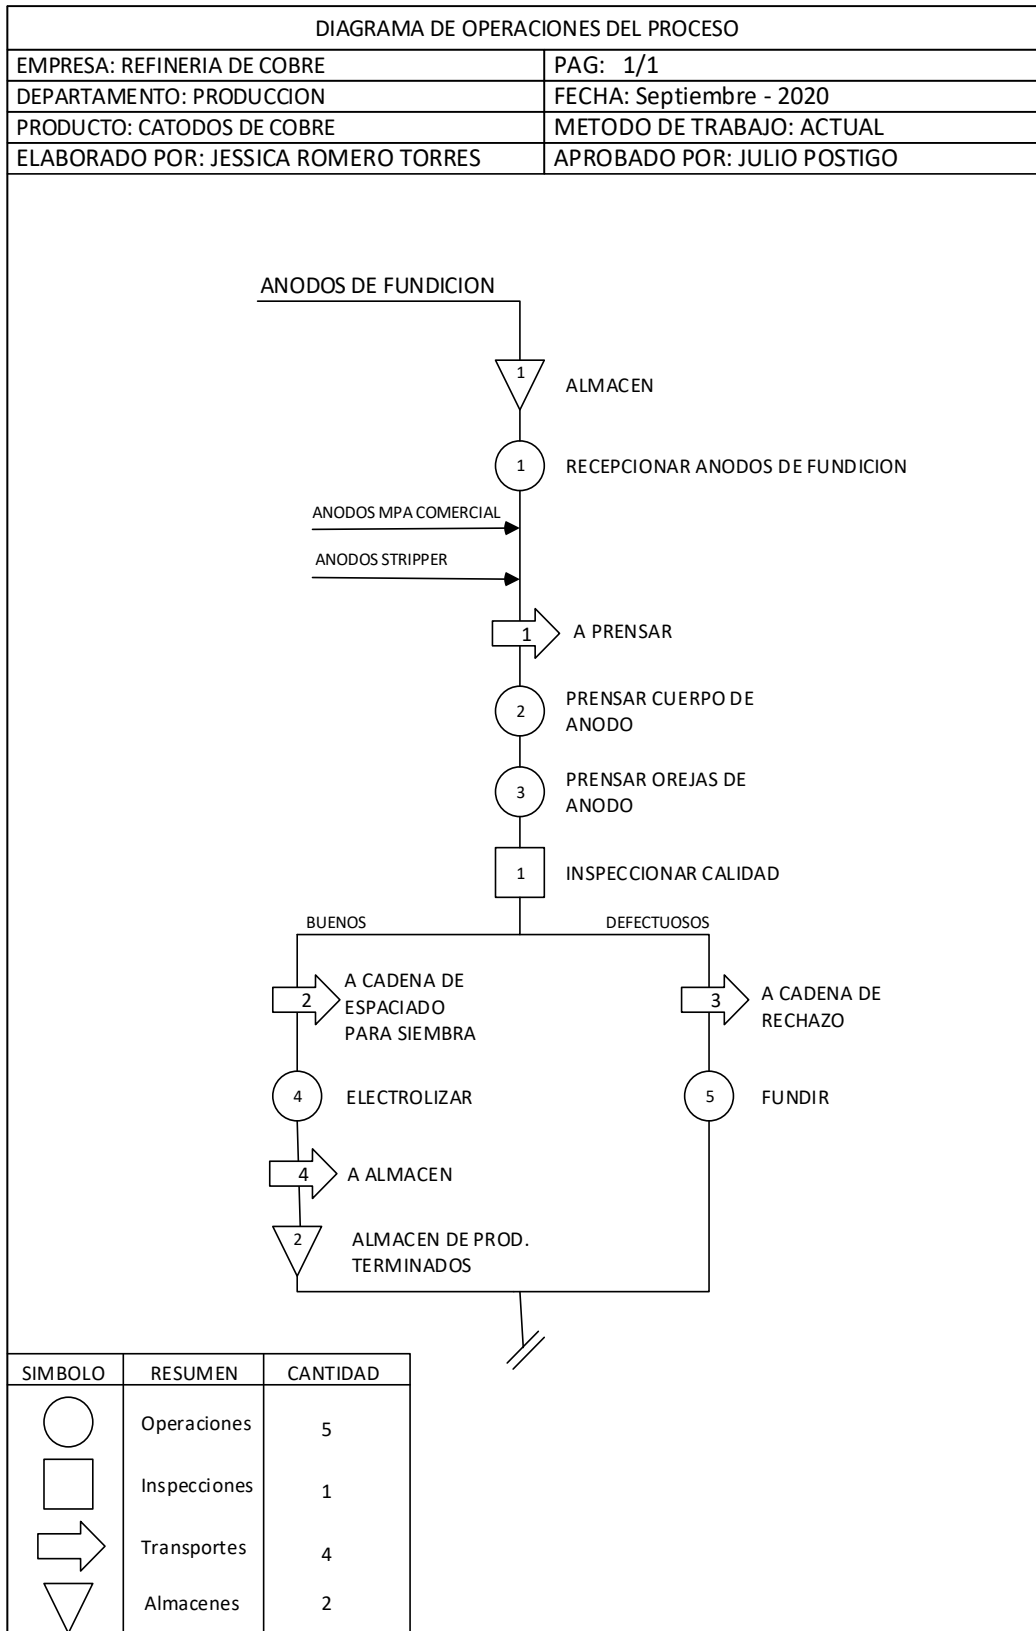 DIAGRAMA DE OPERACIONES DEL PROCESO
EMPRESA: REFINERIA DE COBRE
PAG: 1/1
DEPARTAMENTO: PRODUCCION
FECHA: Septiembre - 2020
PRODUCTO: CATODOS DE COBRE
METODO DE TRABAJO: ACTUAL
ELABORADO POR: JESSICA ROMERO TORRES
APROBADO POR: JULIO POSTIGO
ANODOS DE FUNDICION
1
ALMACEN
1
RECEPCIONAR ANODOS DE FUNDICION
ANODOS MPA COMERCIAL
ANODOS STRIPPER
1
A PRENSAR
2
PRENSAR CUERPO DE
ANODO
3
PRENSAR OREJAS DE
ANODO
1
INSPECCIONAR CALIDAD
BUENOS
DEFECTUOSOS
2
A CADENA DE
ESPACIADO
PARA SIEMBRA
3
A CADENA DE
RECHAZO
4
ELECTROLIZAR
5
FUNDIR
4
A ALMACEN
2
ALMACEN DE PROD.
TERMINADOS
SIMBOLO
RESUMEN
CANTIDAD
Operaciones
5
Inspecciones
1
Transportes
4
Almacenes
2